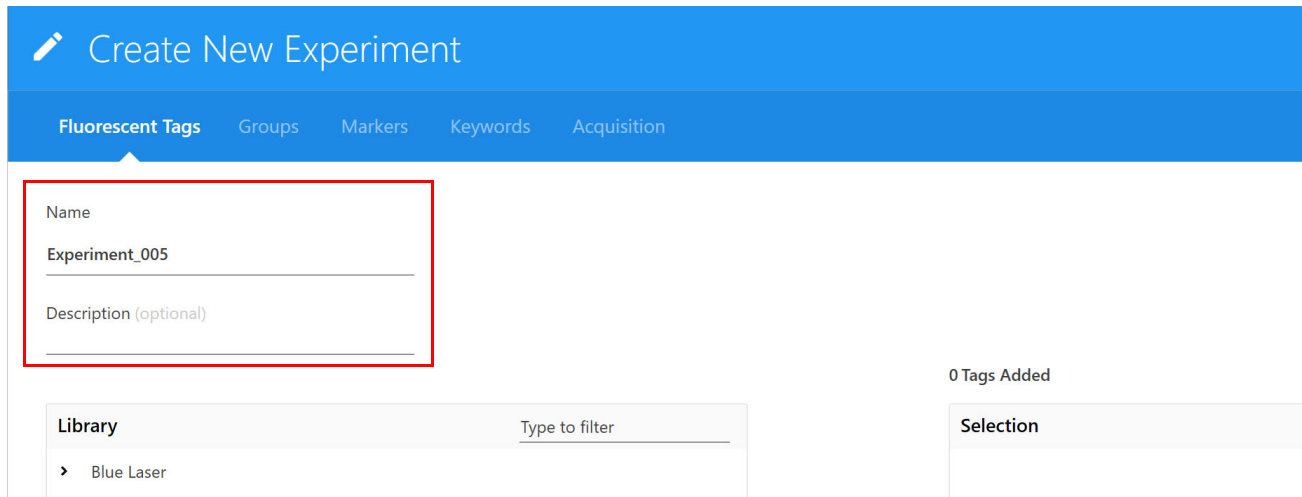 Create New Experiment
Fluorescent Tags Groups Markers Keywords Acquisition
Name
Experiment_005
Description (optional)
0 Tags Added
Library Type to filter
Selection
Blue Laser